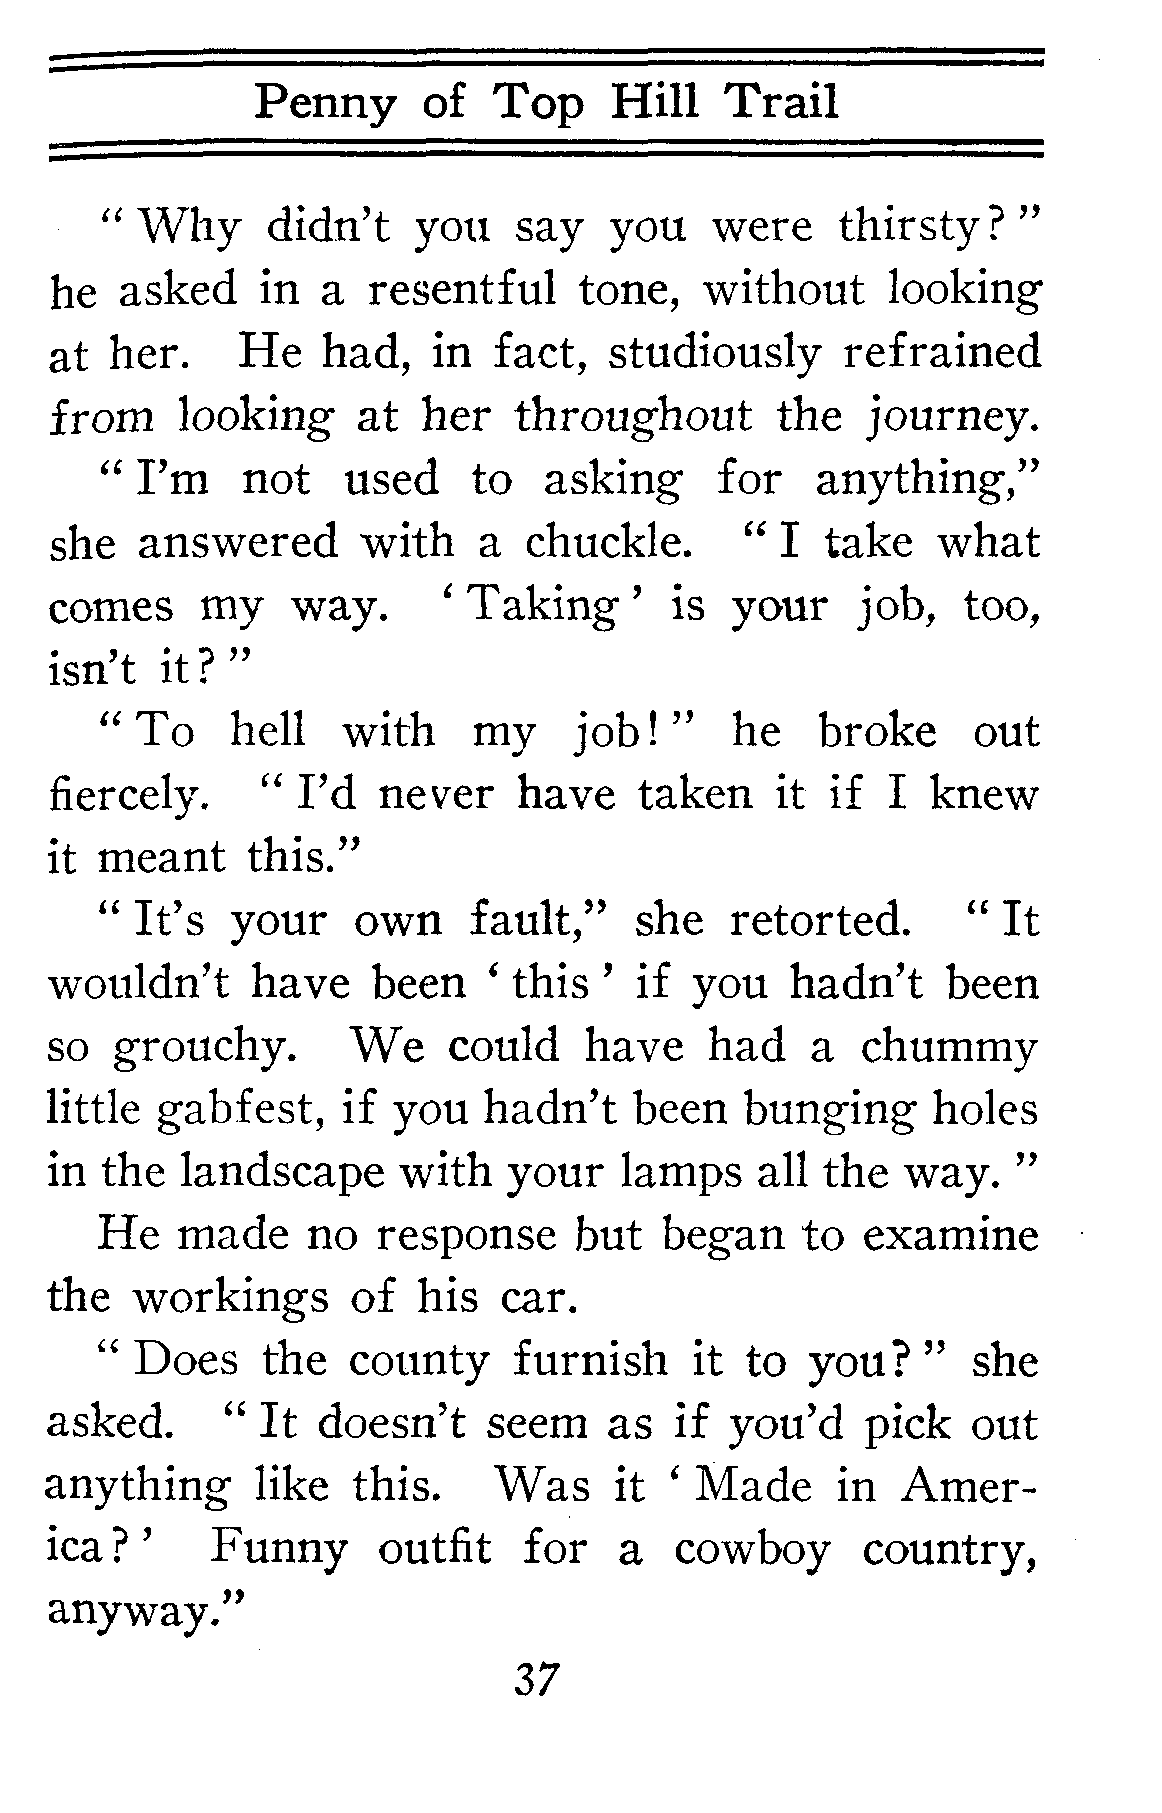 Penny of Top Hill Trail
“ Why didn’t you say you were thirsty? ”
he asked in a resentful tone, without looking
at her. He had, in fact, studiously refrained
from looking at her throughout the journey.
“ I’m not used to asking for anything,”
she answered with a chuckle. “ I take what
comes my way. ‘ Taking ’ is your job, too,
isn’t it? ”
“ To hell with my job! ” he broke out
fiercely. “ I’d never have taken it if I knew
it meant this.”
“ It’s your own fault,” she retorted. “ It
wouldn’t have been ‘ this ’ if you hadn’t been
so grouchy. We could have had a chummy
little gabfest, if you hadn’t been bunging holes
in the landscape with your lamps all the way. ”
He made no response but began to examine
the workings of his car.
“ Does the county furnish it to you? ” she
asked. “ It doesn’t seem as if you’d pick out
anything like this. Was it ‘ Made in Amer-
ica? ’ Funny outfit for a cowboy country,
anyway.”
37